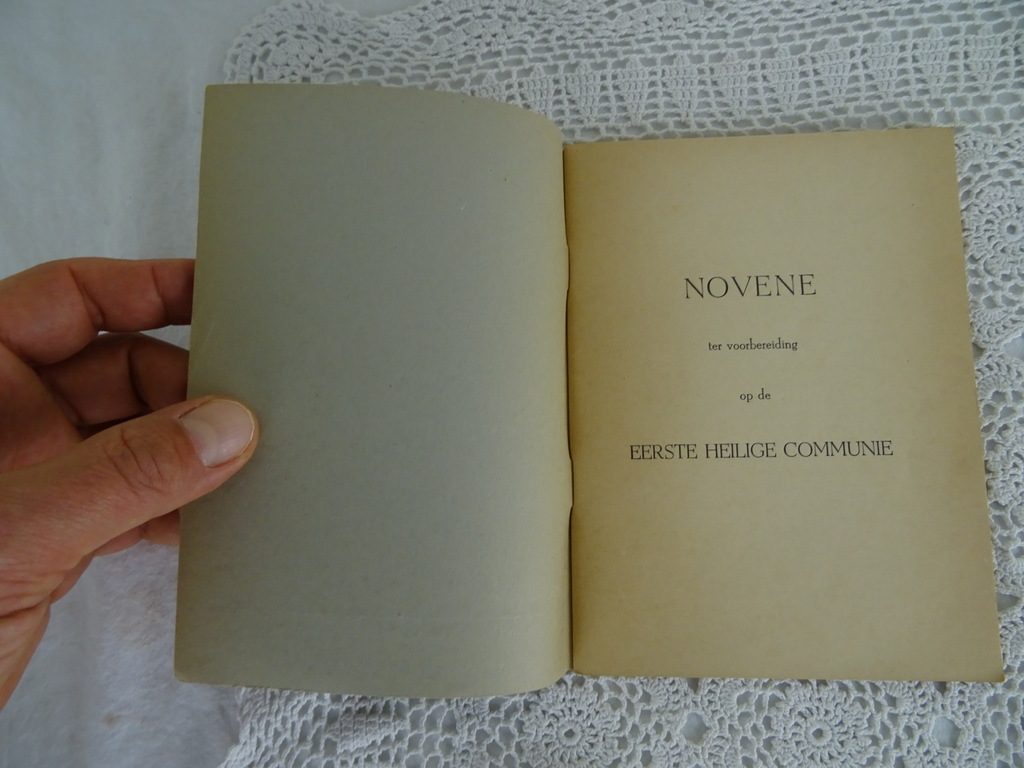 NOVENE
ter voorbereiding
op de
EERSTE HEILIGE COMMUNIE